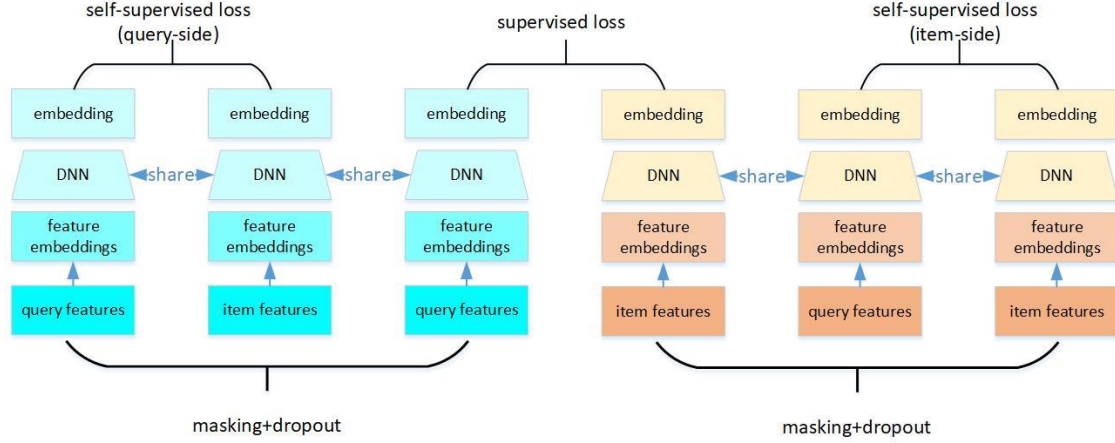 self-supervised loss
(query-side)
supervised loss
self-supervised loss
(item-side)
embedding
embedding
embedding
embedding
embedding
embedding
DNN
share
DNN
share
DNN
DNN
share
DNN
share
DNN
feature
embeddings
feature
embeddings
feature
embeddings
feature
embeddings
feature
embeddings
feature
embeddings
query features
item features
query features
item features
query features
item features
masking+dropout
masking+dropout